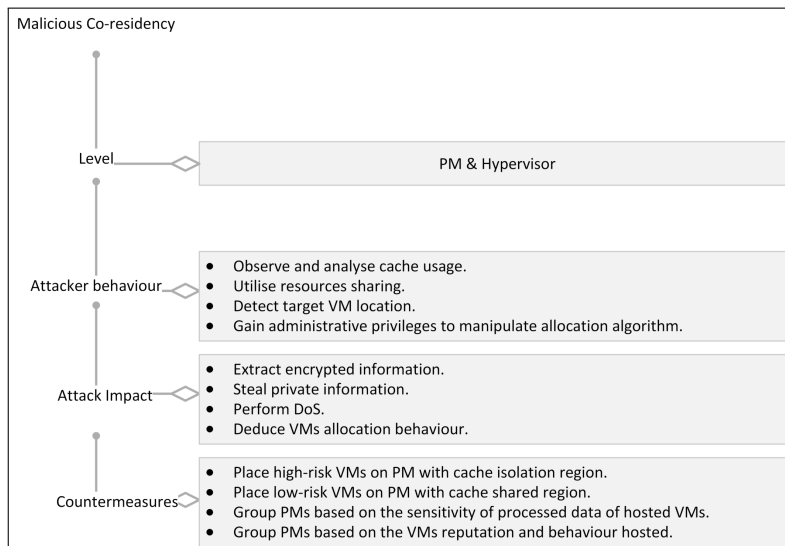 Malicious Co-residency
Level
PM & Hypervisor
Attacker behaviour
● Observe and analyse cache usage.
● Utilise resources sharing.
● Detect target VM location.
● Gain administrative privileges to manipulate allocation algorithm.
Attack Impact
● Extract encrypted information.
● Steal private information.
● Perform DoS.
● Deduce VMs allocation behaviour.
Countermeasures
● Place high-risk VMs on PM with cache isolation region.
● Place low-risk VMs on PM with cache shared region.
● Group PMs based on the sensitivity of processed data of hosted VMs.
● Group PMs based on the VMs reputation and behaviour hosted.